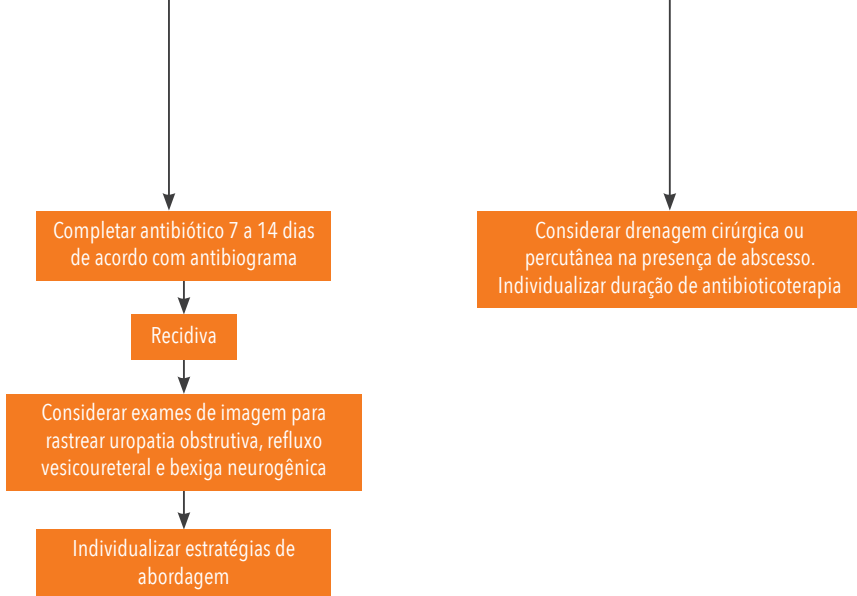 Completar antibiótico 7 a 14 dias
de acordo com antibiograma
Considerar drenagem cirúrgica ou
percutânea na presença de abscesso.
Individualizar duração de antibioticoterapia
Recidiva
Considerar exames de imagem para
rastrear uropatia obstrutiva, refluxo
vesicoureteral e bexiga neurogênica
Individualizar estratégias de
abordagem